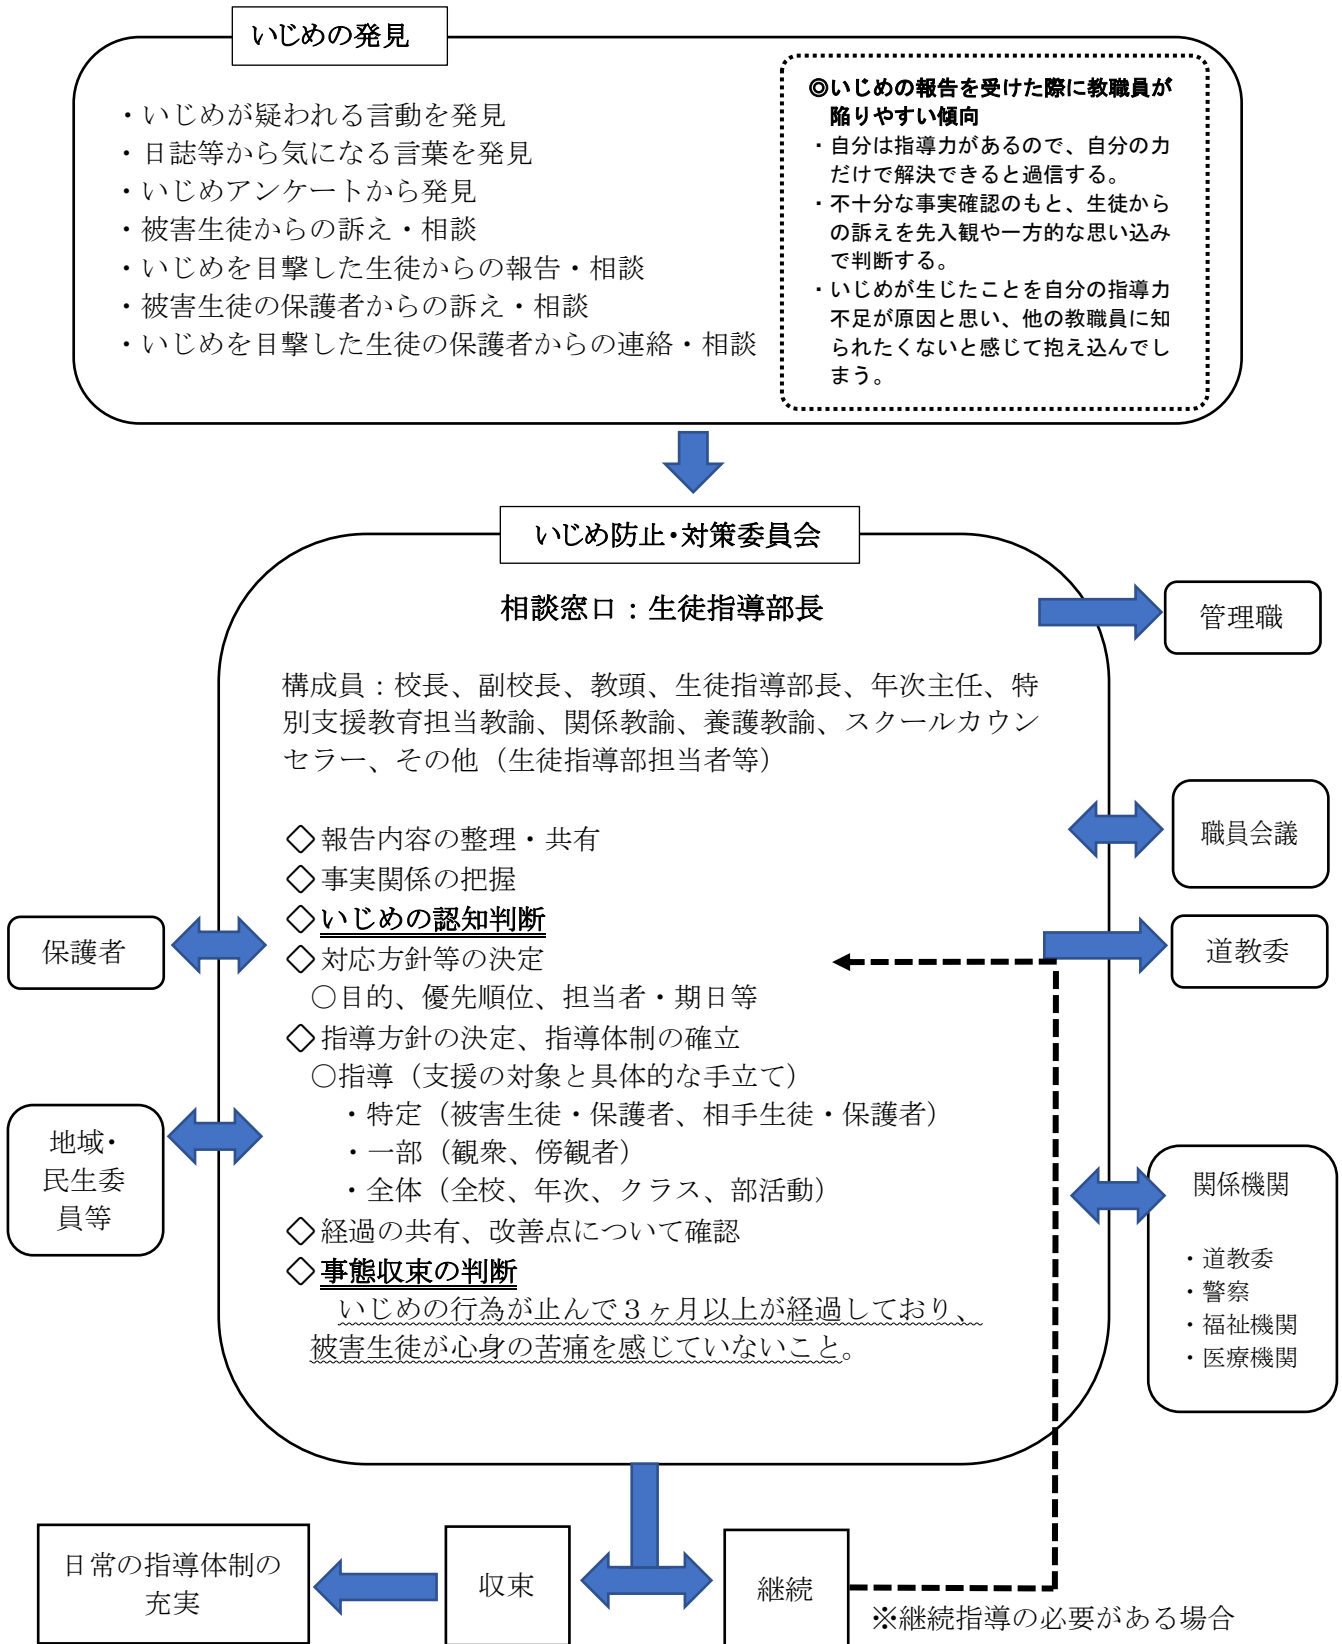 いじめの発見
・いじめが疑われる言動を発見
・日誌等から気になる言葉を発見
・いじめアンケートから発見
・被害生徒からの訴え・相談
・いじめを目撃した生徒からの報告・相談
・被害生徒の保護者からの訴え・相談
・いじめを目撃した生徒の保護者からの連絡・相談
◎いじめの報告を受けた際に教職員が
陥りやすい傾向
・自分は指導力があるので、自分の力
だけで解決できると過信する。
・不十分な事実確認のもと、生徒から
の訴えを先入観や一方的な思い込み
で判断する。
・いじめが生じたことを自分の指導力
不足が原因と思い、他の教職員に知
られたくないと感じて抱え込んでし
まう。
いじめ防止・対策委員会
相談窓口：生徒指導部長
構成員：校長、副校長、教頭、生徒指導部長、年次主任、特
別支援教育担当教諭、関係教諭、養護教諭、スクールカウン
セラー、その他（生徒指導部担当者等）
◇報告内容の整理・共有
◇事実関係の把握
◇いじめの認知判断
◇対応方針等の決定
○目的、優先順位、担当者・期日等
◇指導方針の決定、指導体制の確立
○指導（支援の対象と具体的な手立て）
・特定（被害生徒・保護者、相手生徒・保護者）
・一部（観衆、傍観者）
・全体（全校、年次、クラス、部活動）
◇経過の共有、改善点について確認
◇事態収束の判断
いじめの行為が止んで３ヶ月以上が経過しており、
被害生徒が心身の苦痛を感じていないこと。
保護者
地域・
民生委
員等
管理職
職員会議
道教委
関係機関
・道教委
・警察
・福祉機関
・医療機関
日常の指導体制の
充実
収束
継続
※継続指導の必要がある場合